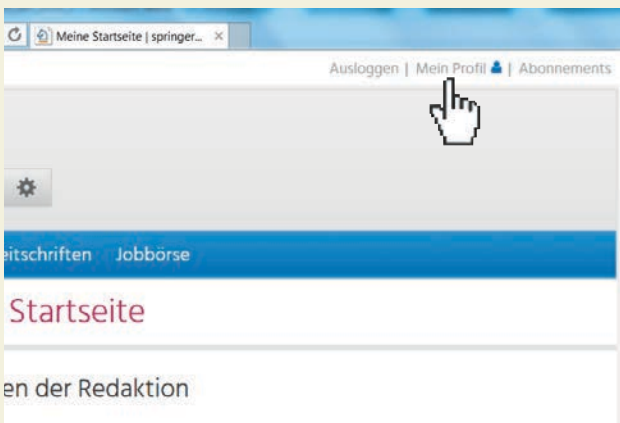 Meine Startseite | springer...
Ausloggen | Mein Profil | Abonnements
eitschriften Jobbörse
Startseite
en der Redaktion